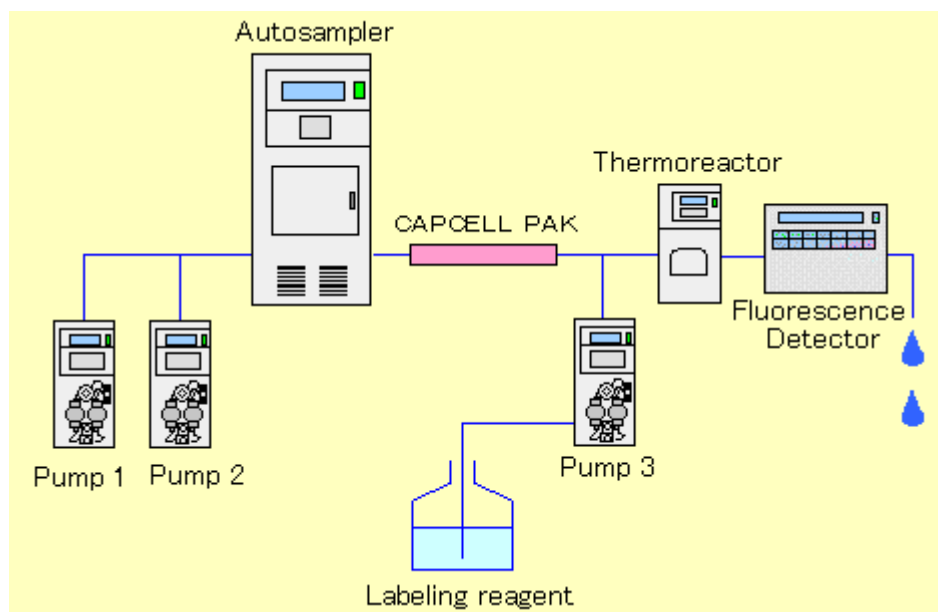 Autosampler
Thermoreactor
CAPCELL PAK
Fluorescence
Detector
Pump 1
Pump 2
Pump 3
Labeling reagent